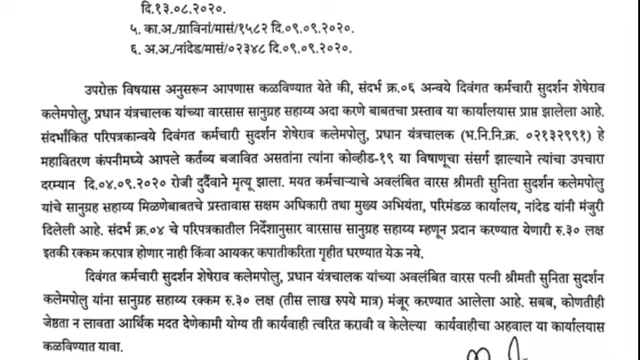 दि.१३.०८.२०२०.
५. का.अ./ग्राविनां/मासं/१५८२ दि.०९.०९.२०२०.
६. अ.अ./नांदेड/मासं/०२३४८ दि.०९.०९.२०२०.
उपरोक्त विषयास अनुसरून आपणास कळविण्यात येते की, संदर्भ क्र.०६ अन्वये दिवंगत कर्मचारी सुदर्शन शेषेराव
कलेमपोलु, प्रधान यंत्रचालक यांच्या वारसास सानुग्रह सहाय्य अदा करणे बाबतचा प्रस्ताव या कार्यालयास प्राप्त झालेला आहे.
संदर्भांकित परिपत्रकान्वये दिवंगत कर्मचारी सुदर्शन शेषेराव कलेमपोलु, प्रधान यंत्रचालक (भ.नि.नि.क्र. ०२१३२९९१) हे
महावितरण कंपनीमध्ये आपले कर्तव्य बजावित असतांना त्यांना कोव्हीड-१९ या विषाणूचा संसर्ग झाल्याने त्यांचा उपचारा
दरम्यान दि.०४.०९.२०२० रोजी दुर्दैवाने मृत्यू झाला. मयत कर्मचाऱ्याचे अवलंबित वारस श्रीमती सुनिता सुदर्शन कलेमपोलु
यांचे सानुग्रह सहाय्य मिळणेबाबतचे प्रस्तावास सक्षम अधिकारी तथा मुख्य अभियंता, परिमंडळ कार्यालय, नांदेड यांनी मंजुरी
दिलेली आहे. संदर्भ क्र.०४ चे परिपत्रकातील निर्देशानुसार वारसास सानुग्रह सहाय्य म्हणून प्रदान करण्यात येणारी रु.३० लक्ष
इतकी रक्कम करपात्र होणार नाही किंवा आयकर कपातीकरिता गृहीत धरण्यात येऊ नये.
दिवंगत कर्मचारी सुदर्शन शेषेराव कलेमपोलु, प्रधान यंत्रचालक यांच्या अवलंबित वारस पत्नी श्रीमती सुनिता सुदर्शन
कलेमपोलु यांना सानुग्रह सहाय्य रक्कम रु.३० लक्ष (तीस लाख रुपये मात्र) मंजूर करण्यात आलेला आहे. सबब, कोणतीही
जेष्ठता न लावता आर्थिक मदत देणेकामी योग्य ती कार्यवाही त्वरित करावी व केलेल्या कार्यवाहीचा अहवाल या कार्यालयास
कळविण्यात यावा.